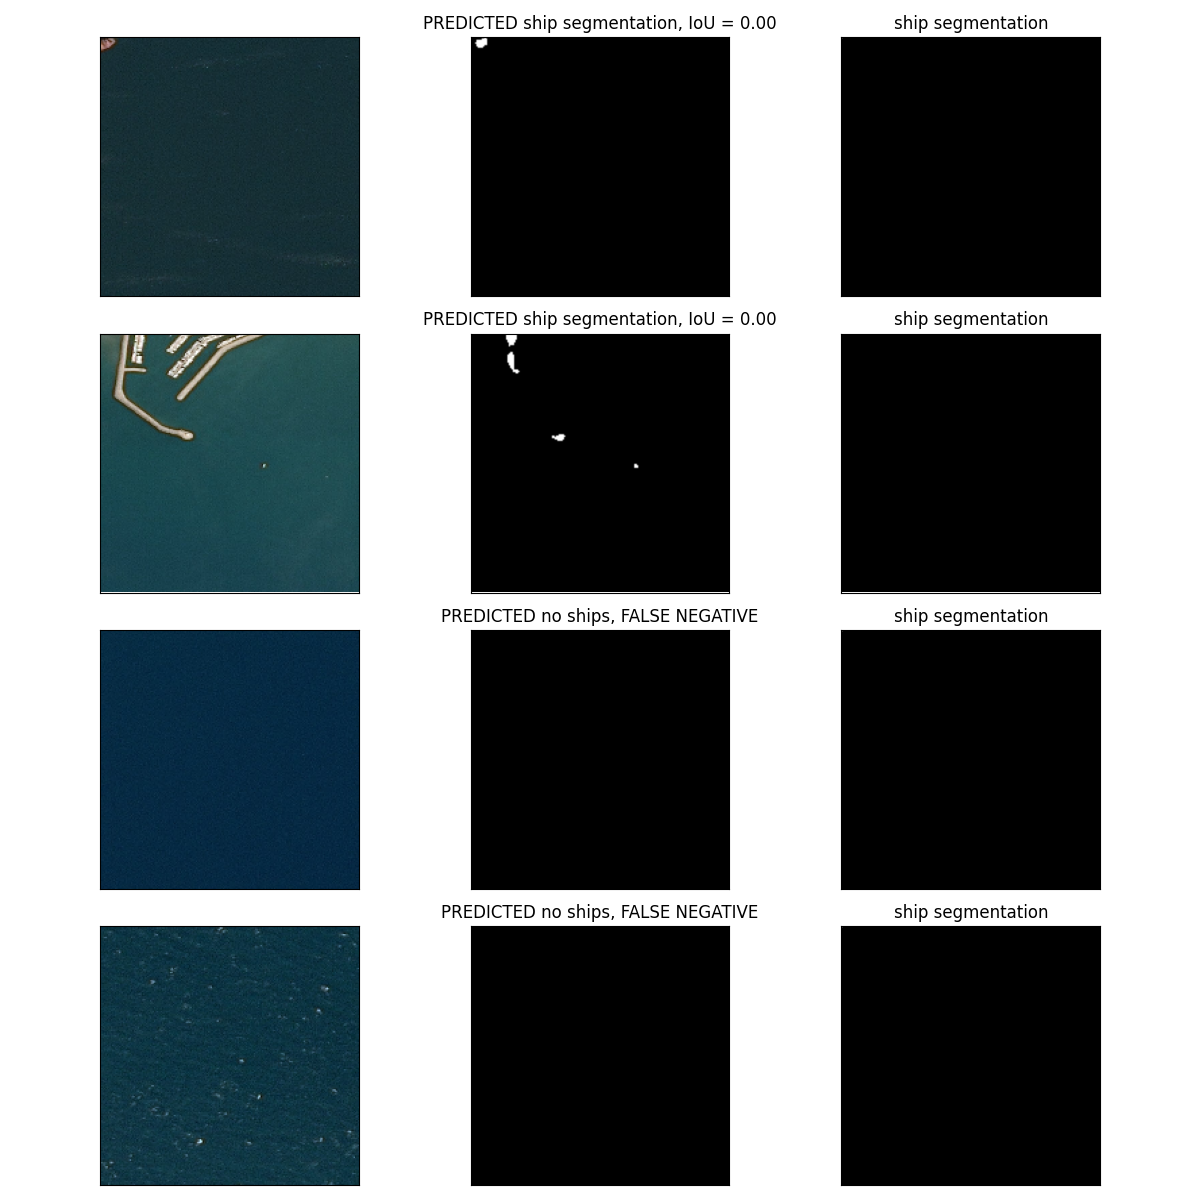 PREDICTED ship segmentation, IoU = 0.00
ship segmentation
PREDICTED ship segmentation, IoU = 0.00
ship segmentation
PREDICTED no ships, FALSE NEGATIVE
ship segmentation
PREDICTED no ships, FALSE NEGATIVE
ship segmentation